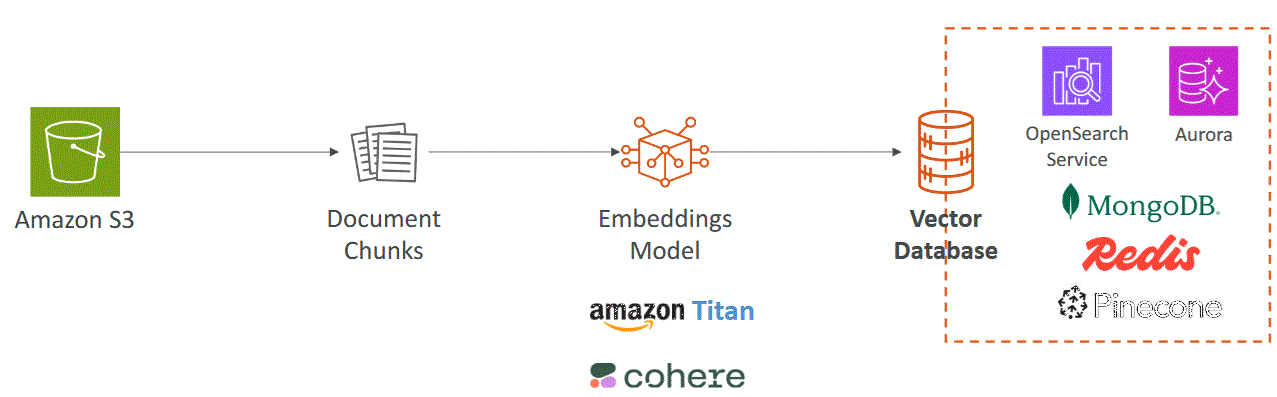 Amazon S3
Document
Chunks
Embeddings
Model
amazon Titan
cohere
Vector
Database
OpenSearch
Service
Aurora
MongoDB.
Redis
Pinecone